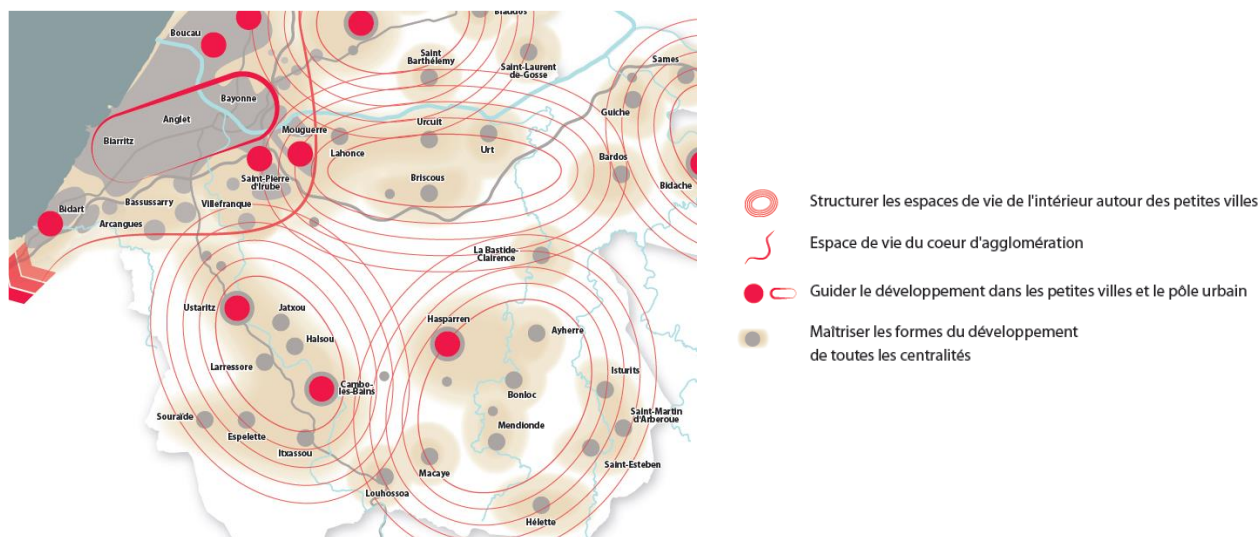 Biaudos
Boucau
Saint
Barthélemy
Saint-Laurent
de-Gosse
Sames
Bayonne
Guiche
Anglet
Mouguerre
Urcuit
Biarritz
Lahonce
Urt
Bardos
Saint-Pierre
d'Irube
Briscous
Bidache
Bidart
Bassussarry
Villefranque
Arcangues
La Bastide-
Clairence
Ustaritz
Jatxou
Hasparren
Ayherre
Halsou
Larressore
Cambo-
les-Bains
Isturits
Bonloc
Souraïde
Saint-Martin
d'Arberoue
Mendionde
Espelette
Itxassou
Saint-Esteben
Macaye
Louhossoa
Hélette
Structurer les espaces de vie de l'intérieur autour des petites villes
Espace de vie du coeur d'agglomération
Guider le développement dans les petites villes et le pôle urbain
Maîtriser les formes du développement
de toutes les centralités